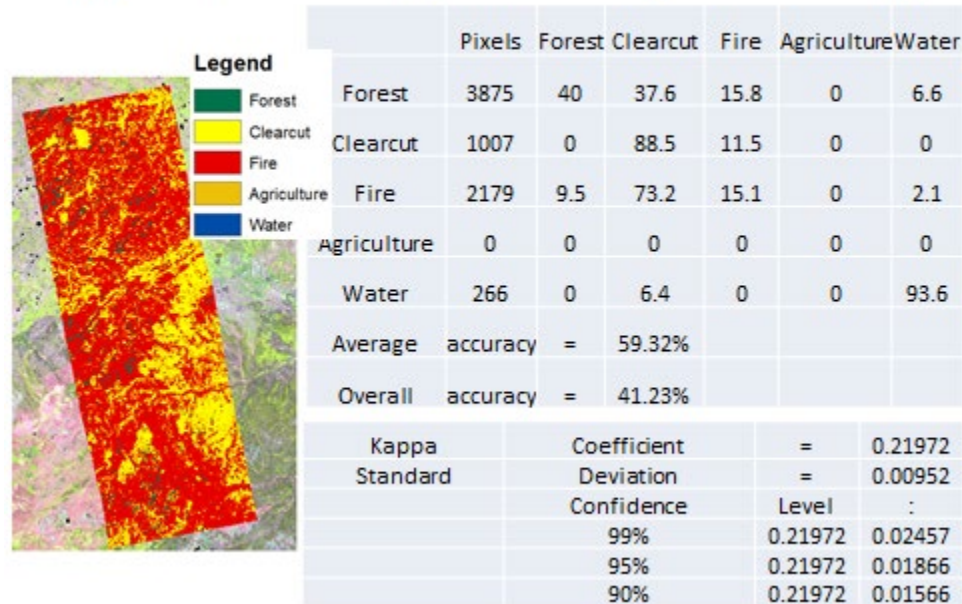 Legend
Forest
Clearcut
Fire
Agriculture
Water
Pixels Forest Clearcut Fire Agriculture Water
Forest 3875 40 37.6 15.8 0 6.6
Clearcut 1007 0 88.5 11.5 0 0
Fire 2179 9.5 73.2 15.1 0 2.1
Agriculture 0 0 0 0 0 0
Water 266 0 6.4 0 0 93.6
Average accuracy = 59.32%
Overall accuracy = 41.23%
Kappa Coefficient = 0.21972
Standard Deviation = 0.00952
Confidence Level :
99% 0.21972 0.02457
95% 0.21972 0.01866
90% 0.21972 0.01566